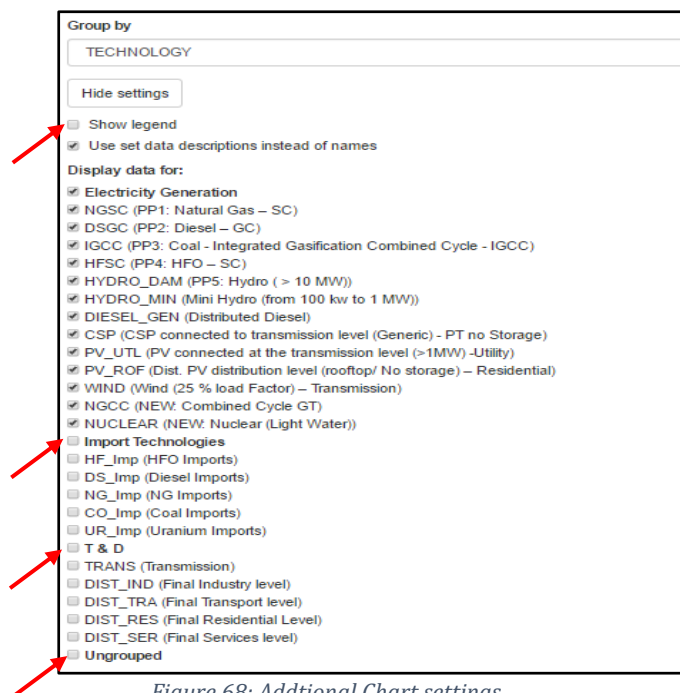 Group by
TECHNOLOGY
Hide settings
Show legend
Use set data descriptions instead of names
Display data for:
Electricity Generation
NGSC (PP1: Natural Gas – SC)
DSGC (PP2: Diesel – GC)
IGCC (PP3: Coal - Integrated Gasification Combined Cycle - IGCC)
HFSC (PP4: HFO – SC)
HYDRO_DAM (PP5: Hydro ( > 10 MW))
HYDRO_MIN (Mini Hydro (from 100 kw to 1 MW))
DIESEL_GEN (Distributed Diesel)
CSP (CSP connected to transmission level (Generic) - PT no Storage)
PV_UTL (PV connected at the transmission level (>1MW) -Utility)
PV_ROF (Dist. PV distribution level (rooftop/ No storage) – Residential)
WIND (Wind (25 % load Factor) – Transmission)
NGCC (NEW: Combined Cycle GT)
NUCLEAR (NEW: Nuclear (Light Water))
Import Technologies
HF_Imp (HFO Imports)
DS_Imp (Diesel Imports)
NG_Imp (NG Imports)
CO_Imp (Coal Imports)
UR_Imp (Uranium Imports)
T & D
TRANS (Transmission)
DIST_IND (Final Industry level)
DIST_TRA (Final Transport level)
DIST_RES (Final Residential Level)
DIST_SER (Final Services level)
Ungrouped
Figure 68: Addtional Chart settings